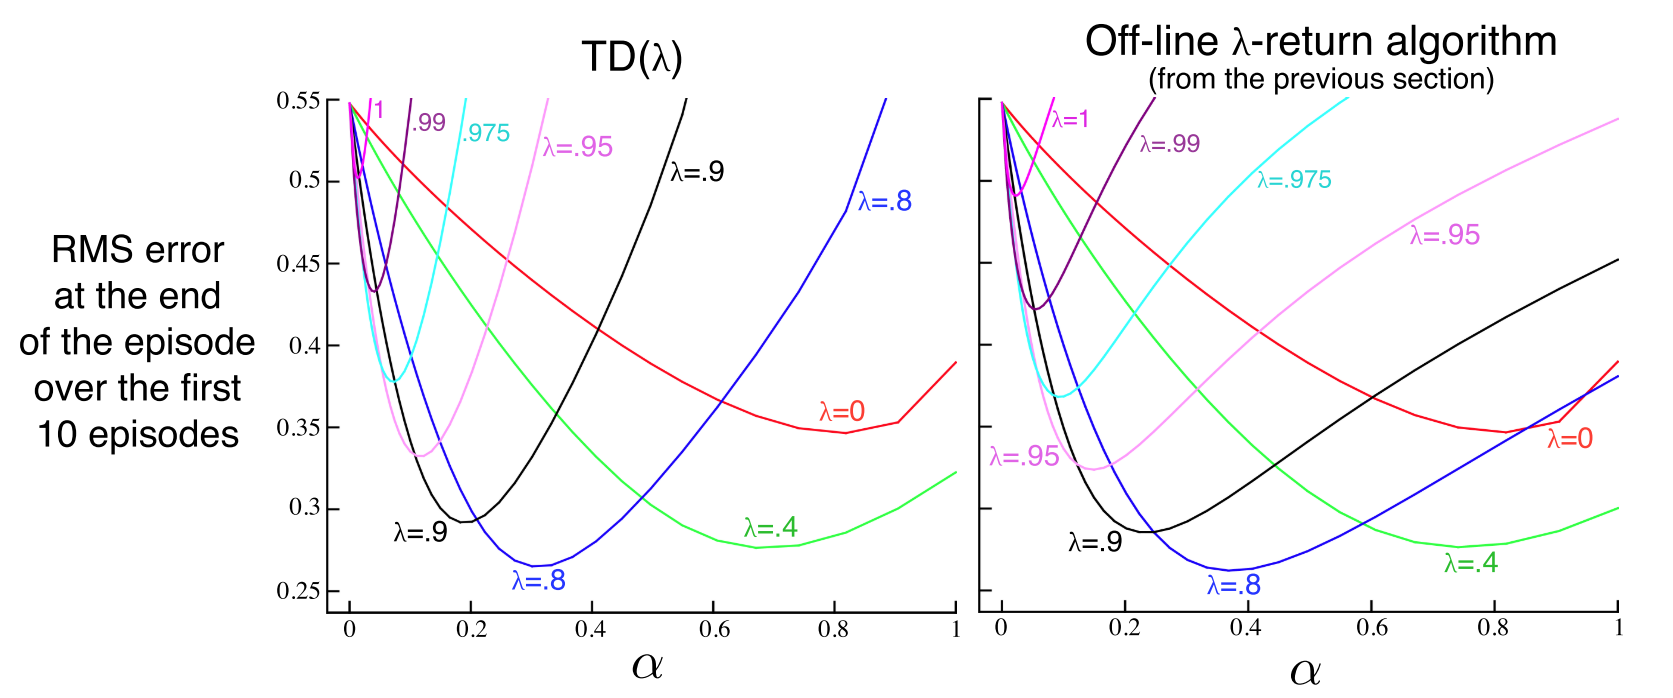 TD(λ)
Off-line λ-return algorithm
(from the previous section)
RMS error
at the end
of the episode
over the first
10 episodes
0.55
0.5
0.45
0.4
0.35
0.3
0.25
1
.99
.975
λ=.95
λ=.9
λ=.8
λ=0
λ=.4
λ=.9
λ=.8
0
0.2
0.4
0.6
0.8
1
α
λ=1
λ=.99
λ=.975
λ=.95
λ=.95
λ=0
λ=.9
λ=.4
λ=.8
0
0.2
0.4
0.6
0.8
1
α